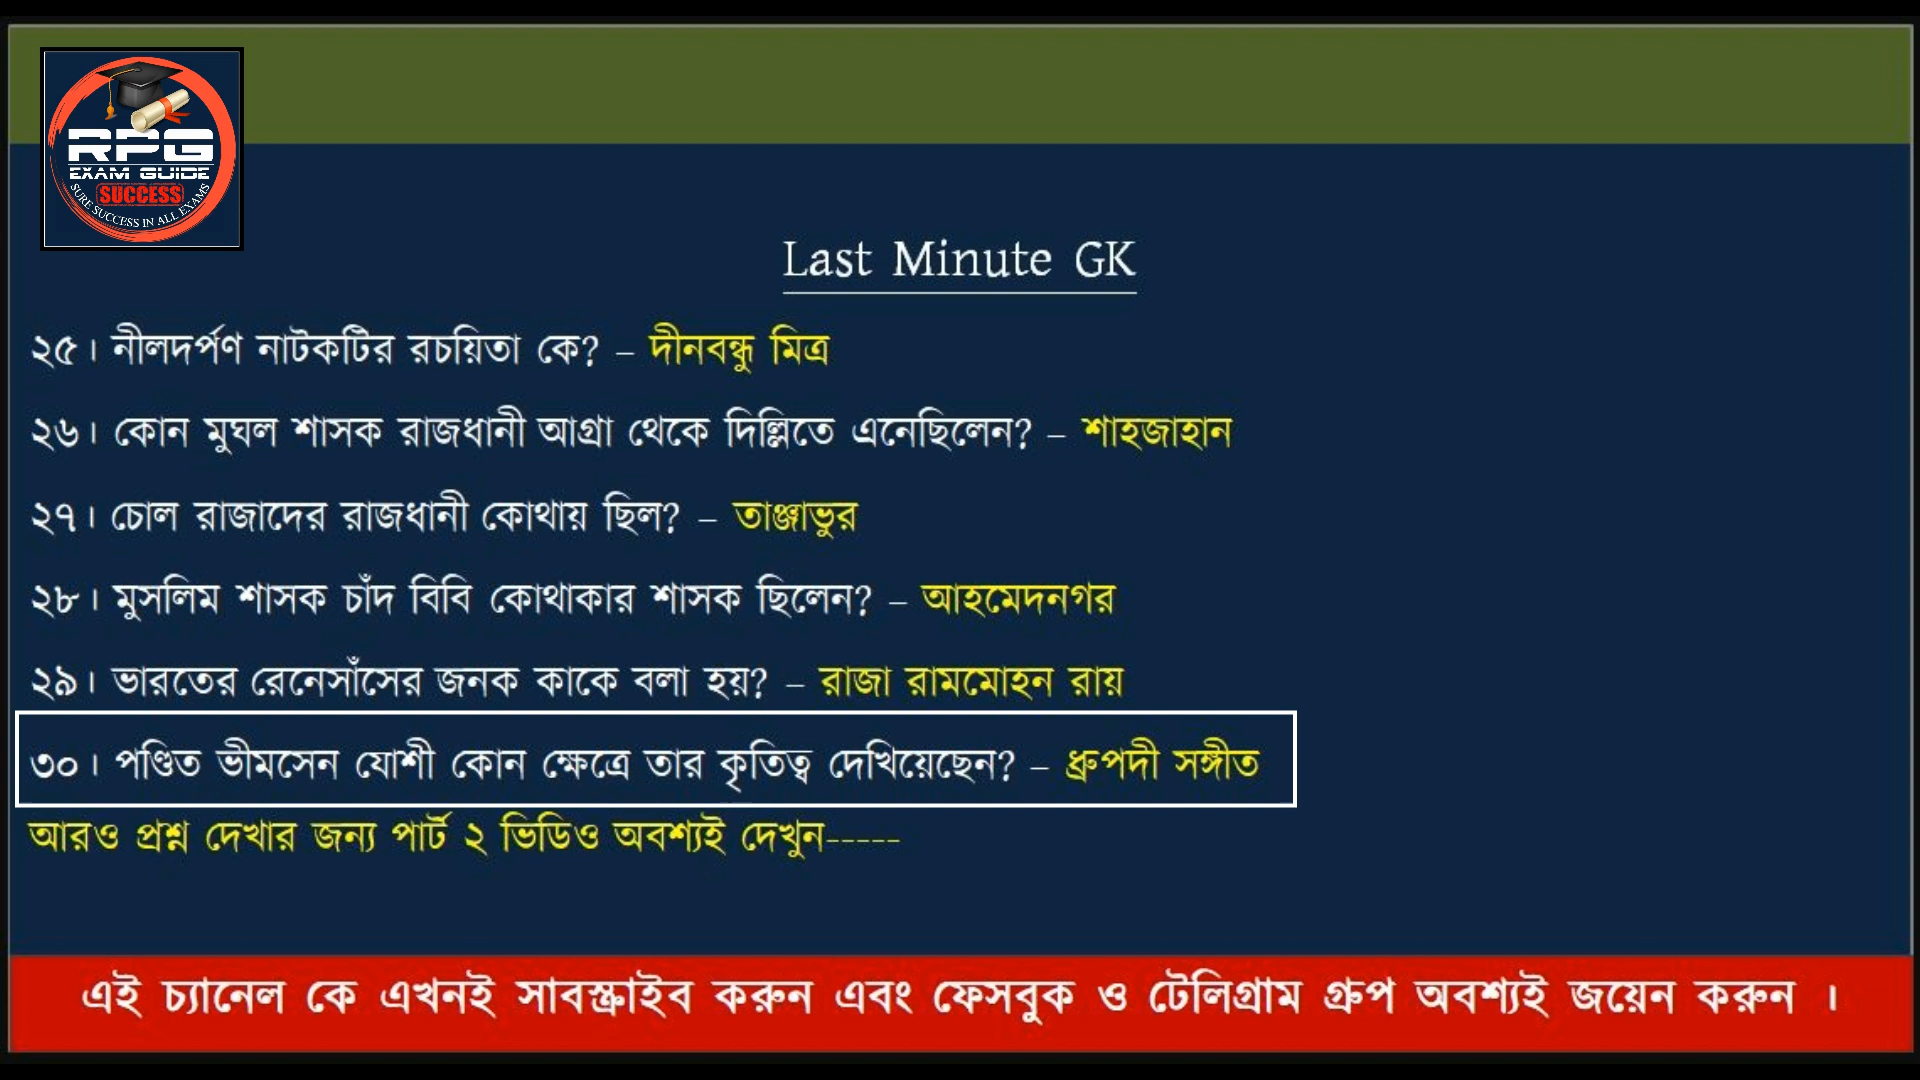 RPG
EXAM GUIDE
SUCCESS
SURE SUCCESS IN ALL EXAMS
Last Minute GK
২৫। নীলদর্পণ নাটকটির রচয়িতা কে? – দীনবন্ধু মিত্র
২৬। কোন মুঘল শাসক রাজধানী আগ্রা থেকে দিল্লিতে এনেছিলেন? – শাহজাহান
২৭। চোল রাজাদের রাজধানী কোথায় ছিল? – তাঞ্জাভুর
২৮। মুসলিম শাসক চাঁদ বিবি কোথাকার শাসক ছিলেন? – আহমেদনগর
২৯। ভারতের রেনেসাঁসের জনক কাকে বলা হয়? – রাজা রামমোহন রায়
৩০। পণ্ডিত ভীমসেন যোশী কোন ক্ষেত্রে তার কৃতিত্ব দেখিয়েছেন? – ধ্রুপদী সঙ্গীত
আরও প্রশ্ন দেখার জন্য পার্ট ২ ভিডিও অবশ্যই দেখুন-----
এই চ্যানেল কে এখনই সাবস্ক্রাইব করুন এবং ফেসবুক ও টেলিগ্রাম গ্রুপ অবশ্যই জয়েন করুন ।